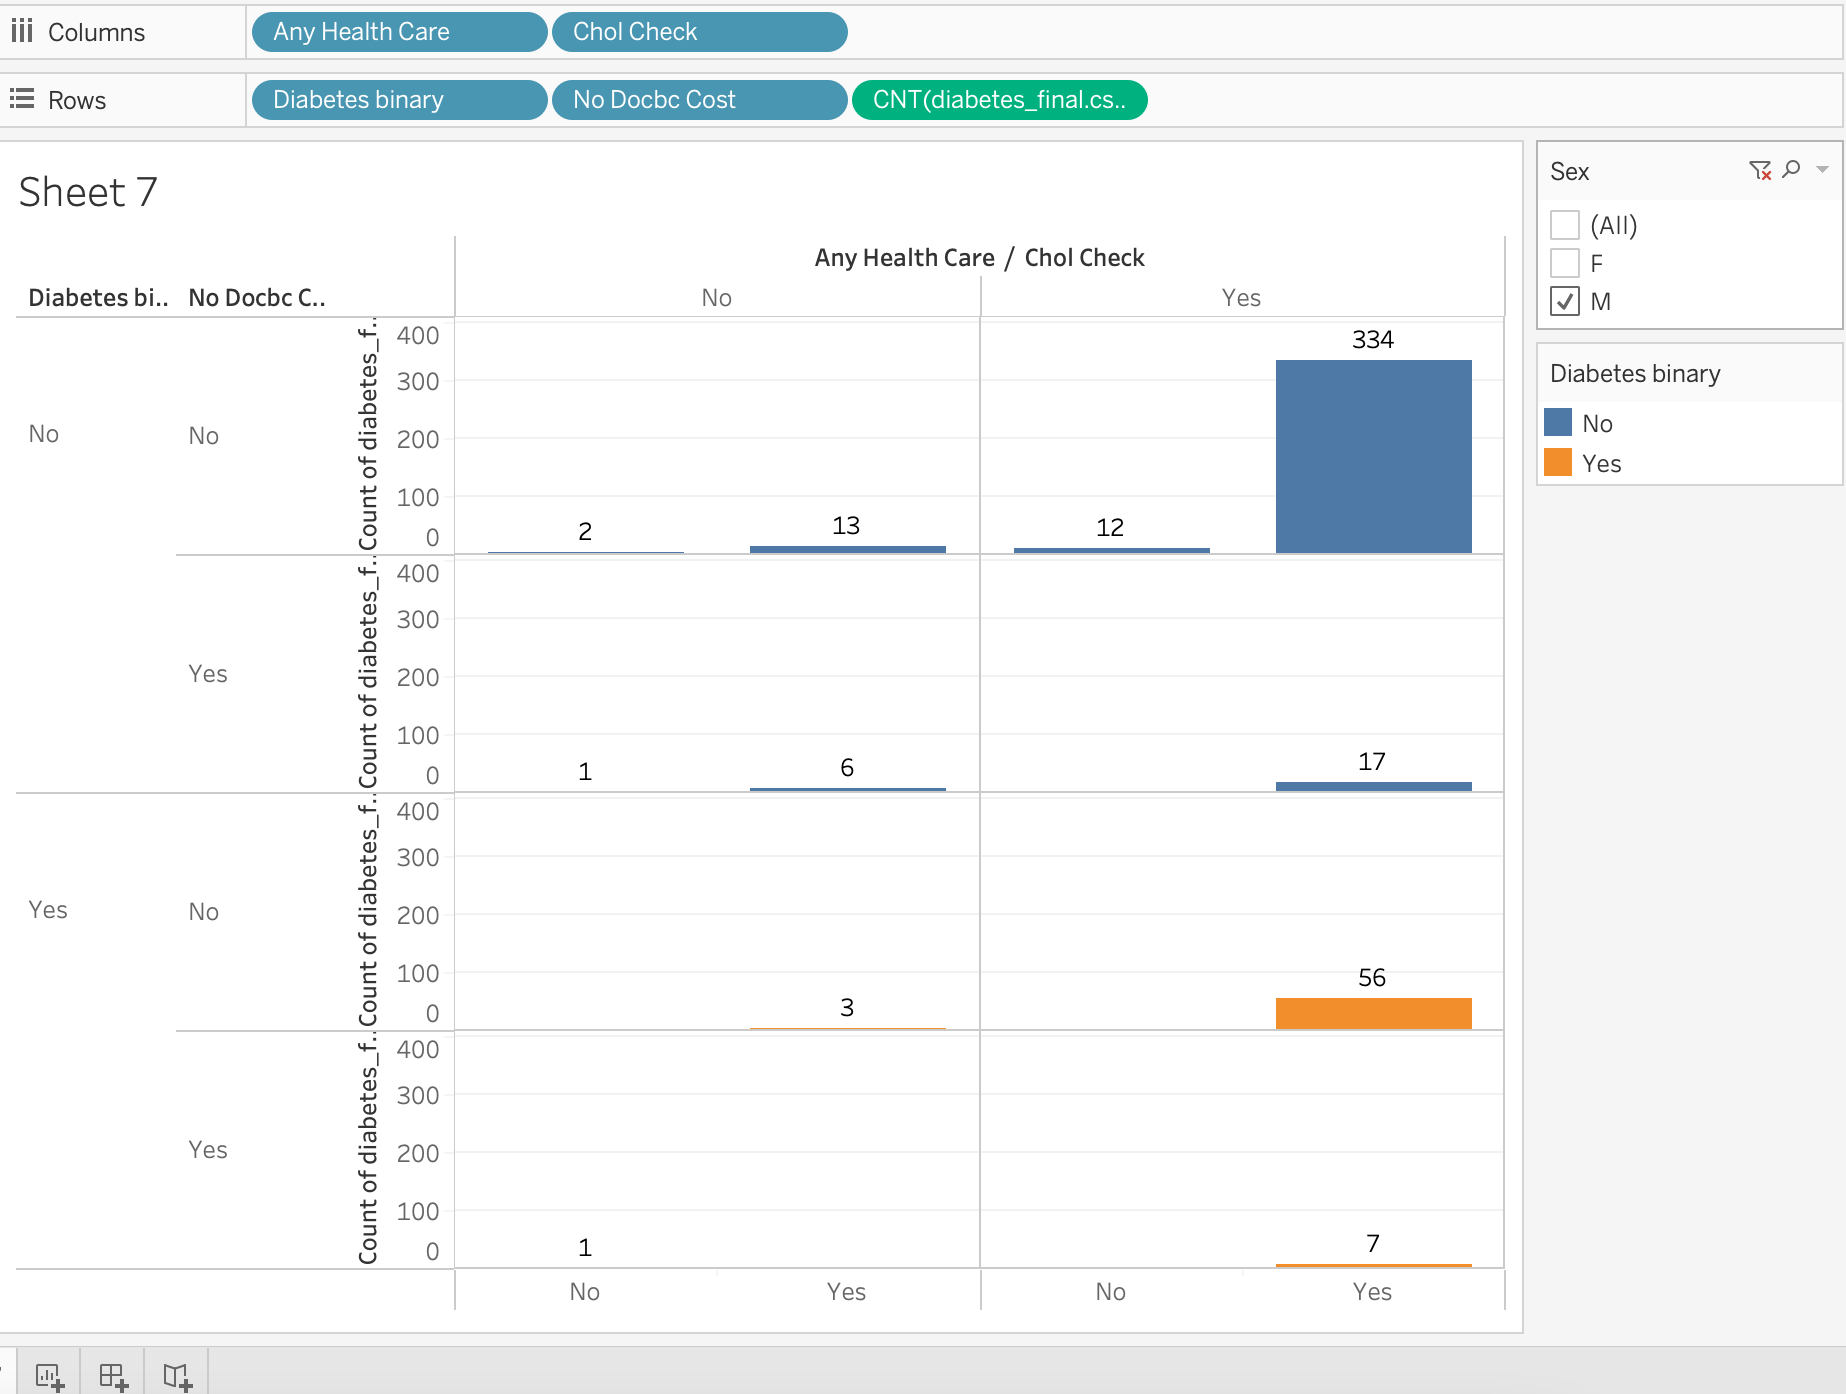 Columns
Any Health Care
Chol Check
Rows
Diabetes binary
No Docbc Cost
CNT(diabetes_final.cs..
Sheet 7
Any Health Care / Chol Check
Diabetes bi..
No Docbc C..
No
Yes
No
No
Count of diabetes_f..
400
300
200
100
0
2
13
12
334
Yes
Count of diabetes_f..
400
300
200
100
0
1
6
17
Yes
No
Count of diabetes_f..
400
300
200
100
0
3
56
Yes
Count of diabetes_f..
400
300
200
100
0
1
7
No
Yes
No
Yes
Sex
(All)
F
M
Diabetes binary
No
Yes